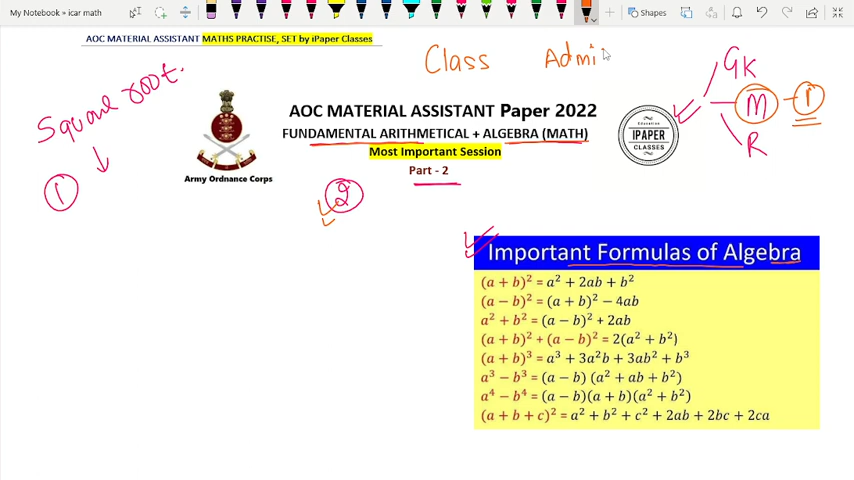 My Notebook > icar math
Shapes
AOC MATERIAL ASSISTANT MATHS PRACTISE, SET by iPaper Classes
Class Admi
Square root.
GK
M - 1
R
1
AOC MATERIAL ASSISTANT Paper 2022
FUNDAMENTAL ARITHMETICAL + ALGEBRA (MATH)
Most Important Session
Part - 2
Army Ordnance Corps
IPAPER
CLASSES
2
Important Formulas of Algebra
(a + b)² = a² + 2ab + b²
(a − b)² = (a + b)² − 4ab
a² + b² = (a − b)² + 2ab
(a + b)² + (a − b)² = 2(a² + b²)
(a + b)³ = a³ + 3a²b + 3ab² + b³
a³ − b³ = (a − b) (a² + ab + b²)
a⁴ − b⁴ = (a − b)(a + b)(a² + b²)
(a + b + c)² = a² + b² + c² + 2ab + 2bc + 2ca